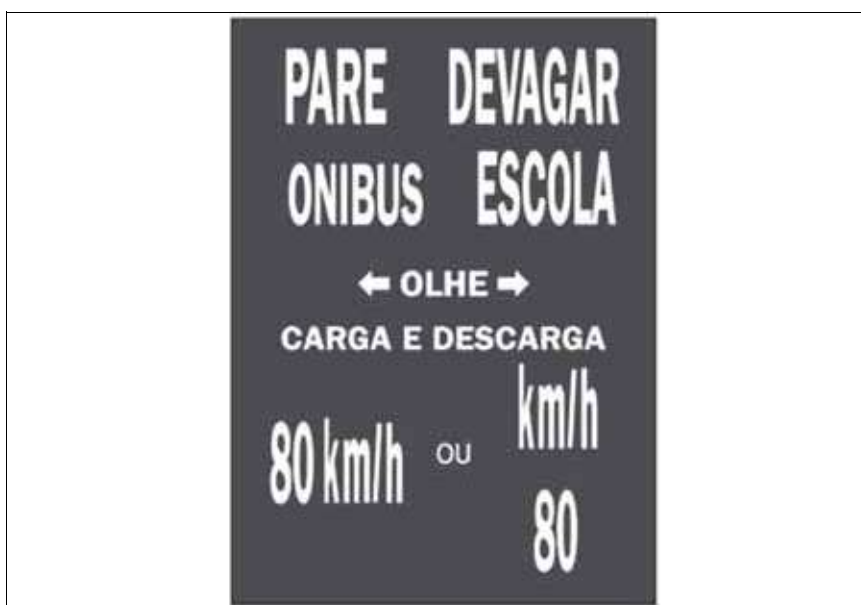 PARE DEVAGAR
ONIBUS ESCOLA
← OLHE →
CARGA E DESCARGA
80 km/h ou km/h
80